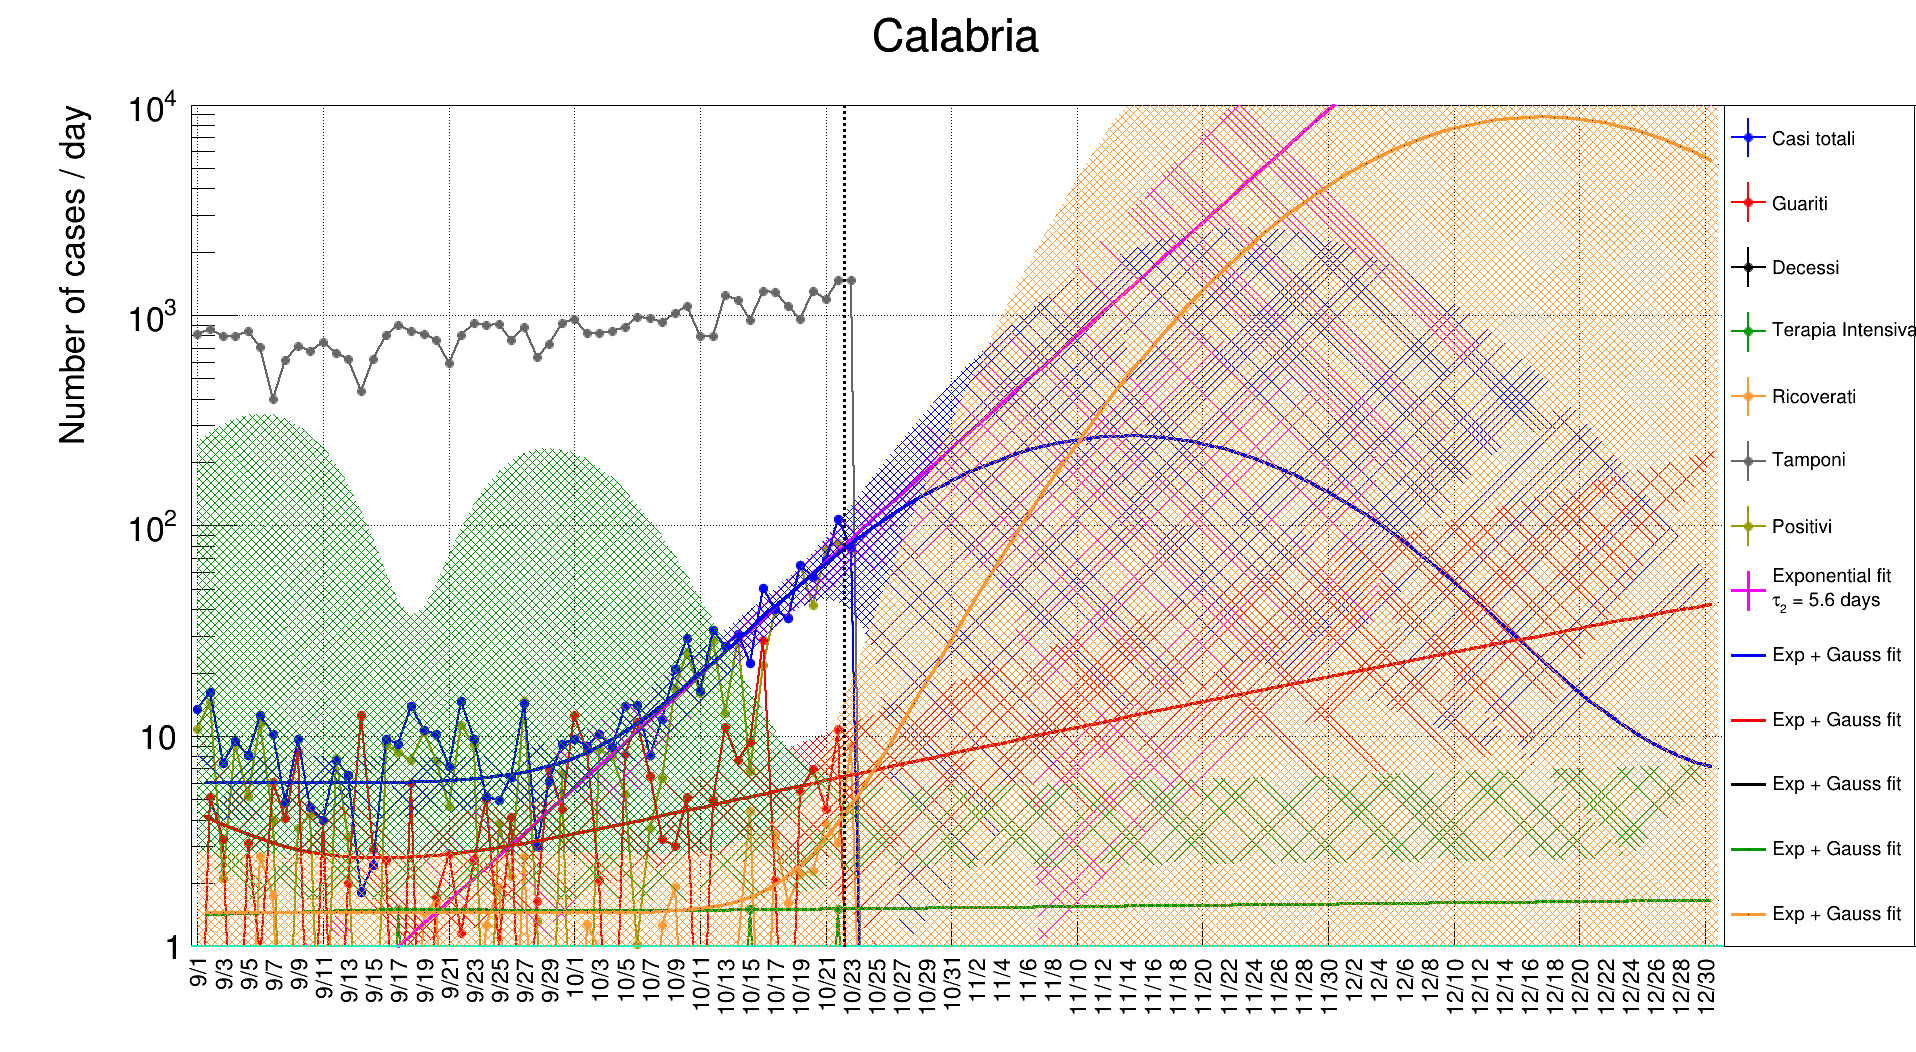 Calabria
Number of cases / day
10⁴
10³
10²
10
1
9/1 9/3 9/5 9/7 9/9 9/11 9/13 9/15 9/17 9/19 9/21 9/23 9/25 9/27 9/29 10/1 10/3 10/5 10/7 10/9 10/11 10/13 10/15 10/17 10/19 10/21 10/23 10/25 10/27 10/29 10/31 11/2 11/4 11/6 11/8 11/10 11/12 11/14 11/16 11/18 11/20 11/22 11/24 11/26 11/28 11/30 12/2 12/4 12/6 12/8 12/10 12/12 12/14 12/16 12/18 12/20 12/22 12/24 12/26 12/28 12/30
Casi totali
Guariti
Decessi
Terapia Intensiva
Ricoverati
Tamponi
Positivi
Exponential fit
τ₂ = 5.6 days
Exp + Gauss fit
Exp + Gauss fit
Exp + Gauss fit
Exp + Gauss fit
Exp + Gauss fit